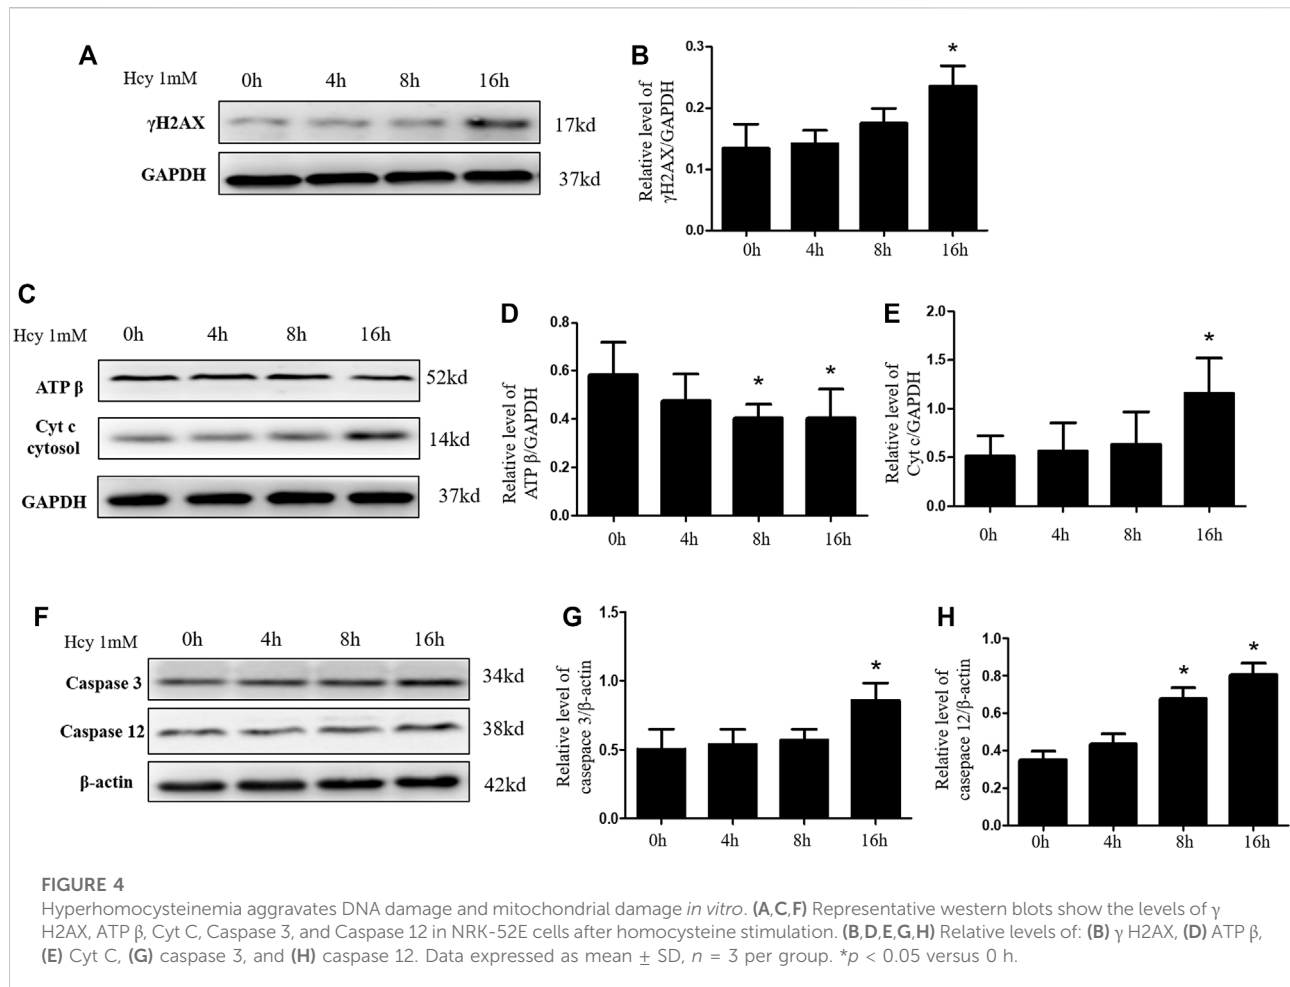 A
Hcy 1mM 0h 4h 8h 16h
γH2AX 17kd
GAPDH 37kd
B
Relative level of
γH2AX/GAPDH
0.3
0.2
0.1
0.0
*
0h 4h 8h 16h
C
Hcy 1mM 0h 4h 8h 16h
ATP β 52kd
Cyt c
cytosol 14kd
GAPDH 37kd
D
Relative level of
ATP β/GAPDH
0.8
0.6
0.4
0.2
0.0
* *
0h 4h 8h 16h
E
Relative level of
Cyt c/GAPDH
2.0
1.5
1.0
0.5
0.0
*
0h 4h 8h 16h
F
Hcy 1mM 0h 4h 8h 16h
Caspase 3 34kd
Caspase 12 38kd
β-actin 42kd
G
Relative level of
casepace 3/β-actin
1.5
1.0
0.5
0.0
*
0h 4h 8h 16h
H
Relative level of
casepace 12/β-actin
1.0
0.8
0.6
0.4
0.2
0.0
* *
0h 4h 8h 16h
FIGURE 4
Hyperhomocysteinemia aggravates DNA damage and mitochondrial damage in vitro. (A,C,F) Representative western blots show the levels of γ
H2AX, ATP β, Cyt C, Caspase 3, and Caspase 12 in NRK-52E cells after homocysteine stimulation. (B,D,E,G,H) Relative levels of: (B) γ H2AX, (D) ATP β,
(E) Cyt C, (G) caspase 3, and (H) caspase 12. Data expressed as mean ± SD, n = 3 per group. *p < 0.05 versus 0 h.